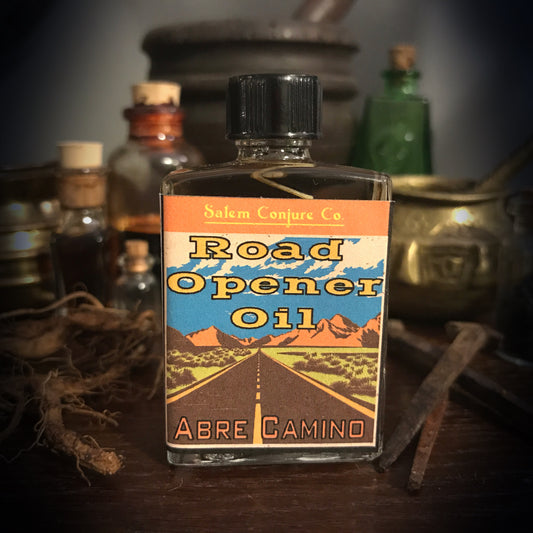 Salem Conjure Co.
Road
Opener
Oil
ABRE CAMINO